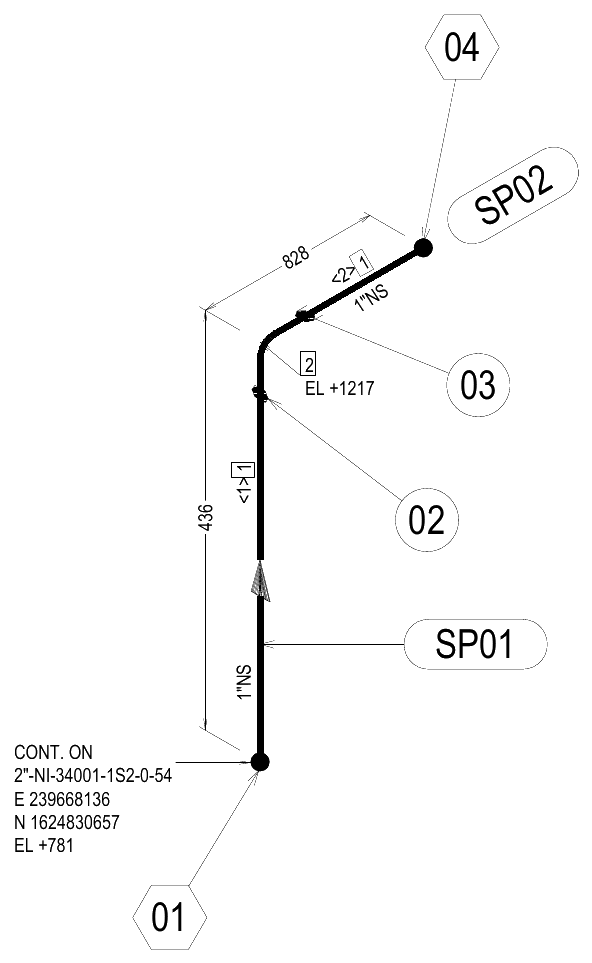 04
SP02
828
<2> 1
1"NS
2
EL +1217
03
<1> 1
436
02
SP01
1"NS
CONT. ON
2"-NI-34001-1S2-0-54
E 239668136
N 1624830657
EL +781
01